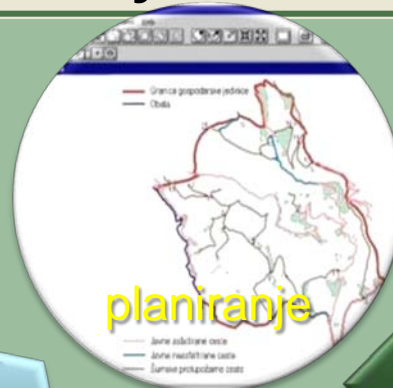 Granica gospodarske jedinice
Obala
planiranje
Javne asfaltirane ceste
Javne neasfaltirane ceste
Šumske protupožarne ceste